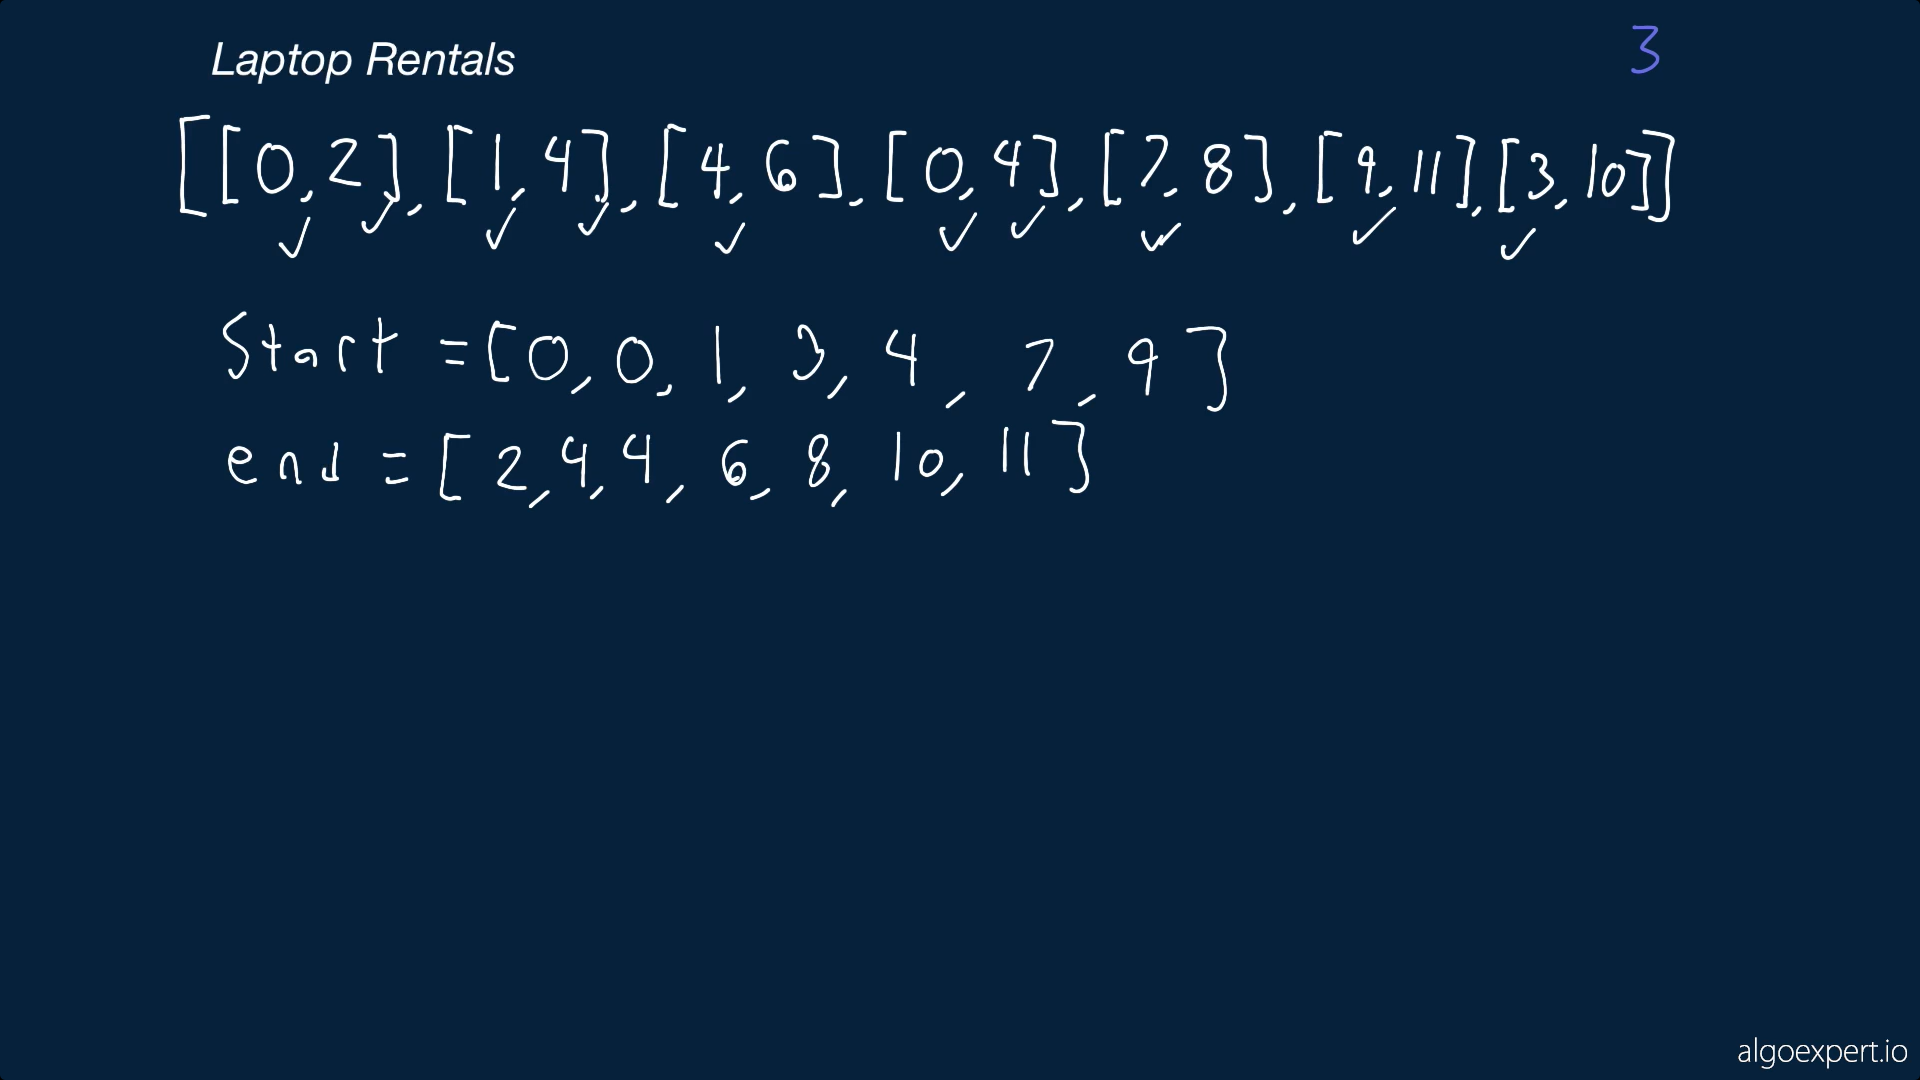 Laptop Rentals
3
[[0,2],[1,4],[4,6],[0,4],[7,8],[9,11],[3,10]]
Start =[0,0,1,3,4,7,9]
end =[2,4,4,6,8,10,11]
algoexpert.io